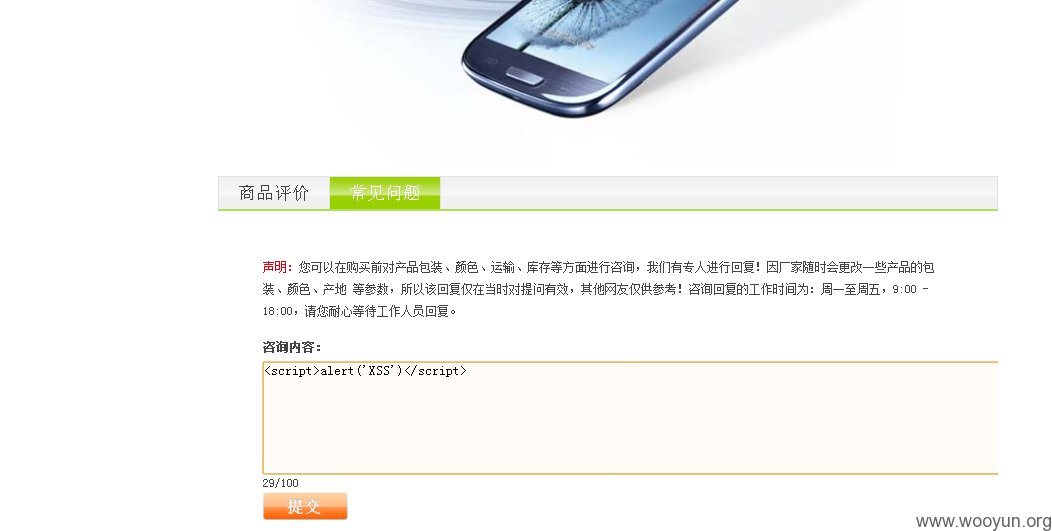 商品评价 常见问题
声明：您可以在购买前对产品包装、颜色、运输、库存等方面进行咨询，我们有专人进行回复！因厂家随时会更改一些产品的包
装、颜色、产地 等参数，所以该回复仅在当时对提问有效，其他网友仅供参考！咨询回复的工作时间为：周一至周五，9:00 -
18:00，请您耐心等待工作人员回复。
咨询内容：
<script>alert('XSS')</script>
29/100
提交
www.wooyun.org